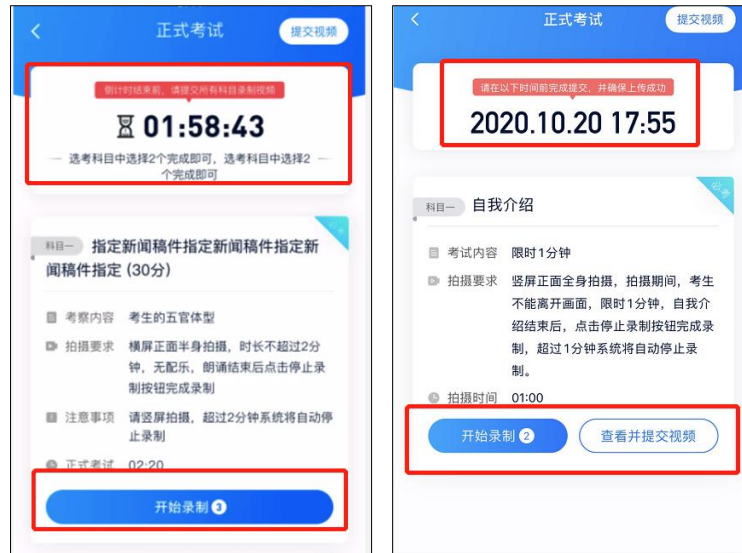 正式考试
提交视频
倒计时结束前，请提交所有科目录制视频
01:58:43
选考科目中选择2个完成即可，选考科目中选择2
个完成即可
必考
科目一
指定新闻稿件指定新闻稿件指定新
闻稿件指定 (30分)
考察内容 考生的五官体型
拍摄要求 横屏正面半身拍摄，时长不超过2分
钟，无配乐，朗诵结束后点击停止录
制按钮完成录制
注意事项 请竖屏拍摄，超过2分钟系统将自动停
止录制
正式考试 02:20
开始录制 3
正式考试
提交视频
请在以下时间前完成提交，并确保上传成功
2020.10.20 17:55
必考
科目一 自我介绍
考试内容 限时1分钟
拍摄要求 竖屏正面全身拍摄，拍摄期间，考生
不能离开画面，限时1分钟，自我介
绍结束后，点击停止录制按钮完成录
制，超过1分钟系统将自动停止录
制。
拍摄时间 01:00
开始录制 2
查看并提交视频